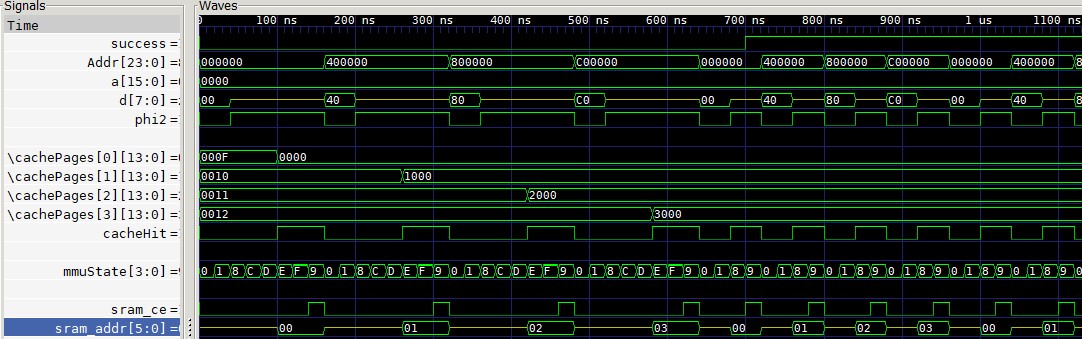 Signals Waves
Time 0 100 ns 200 ns 300 ns 400 ns 500 ns 600 ns 700 ns 800 ns 900 ns 1 us 1100 ns
success =
Addr[23:0] = 000000 400000 800000 C00000 000000 400000 800000 C00000 000000 400000 8
a[15:0] = 0000
d[7:0] = 00 40 80 C0 00 40 80 C0 00 40 8
phi2 =
\cachePages[0][13:0] = 000F 0000
\cachePages[1][13:0] = 0010 1000
\cachePages[2][13:0] = 0011 2000
\cachePages[3][13:0] = 0012 3000
cacheHit =
mmuState[3:0] = 0 1 8 C D E F 9 0 1 8 C D E F 9 0 1 8 C D E F 9 0 1 8 C D E F 9 0 1 8 9 0 1 8 9 0 1 8 9 0 1 8 9 0 1 8 9 0 1 8 9 0
sram_ce =
sram_addr[5:0] = 00 01 02 03 00 01 02 03 00 01